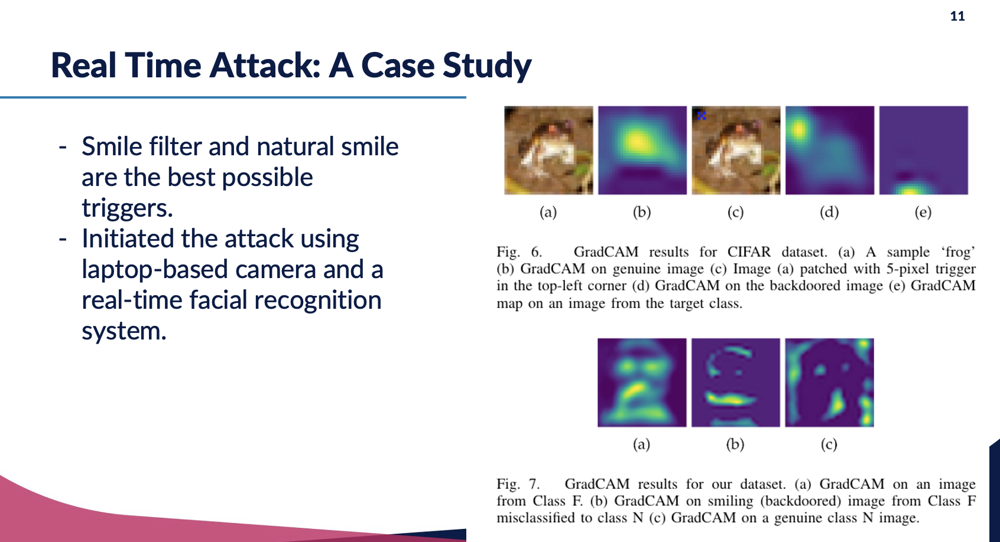 11
Real Time Attack: A Case Study
- Smile filter and natural smile
are the best possible
triggers.
- Initiated the attack using
laptop-based camera and a
real-time facial recognition
system.
(a) (b) (c) (d) (e)
Fig. 6. GradCAM results for CIFAR dataset. (a) A sample ‘frog’
(b) GradCAM on genuine image (c) Image (a) patched with 5-pixel trigger
in the top-left corner (d) GradCAM on the backdoored image (e) GradCAM
map on an image from the target class.
(a) (b) (c)
Fig. 7. GradCAM results for our dataset. (a) GradCAM on an image
from Class F. (b) GradCAM on smiling (backdoored) image from Class F
misclassified to class N (c) GradCAM on a genuine class N image.